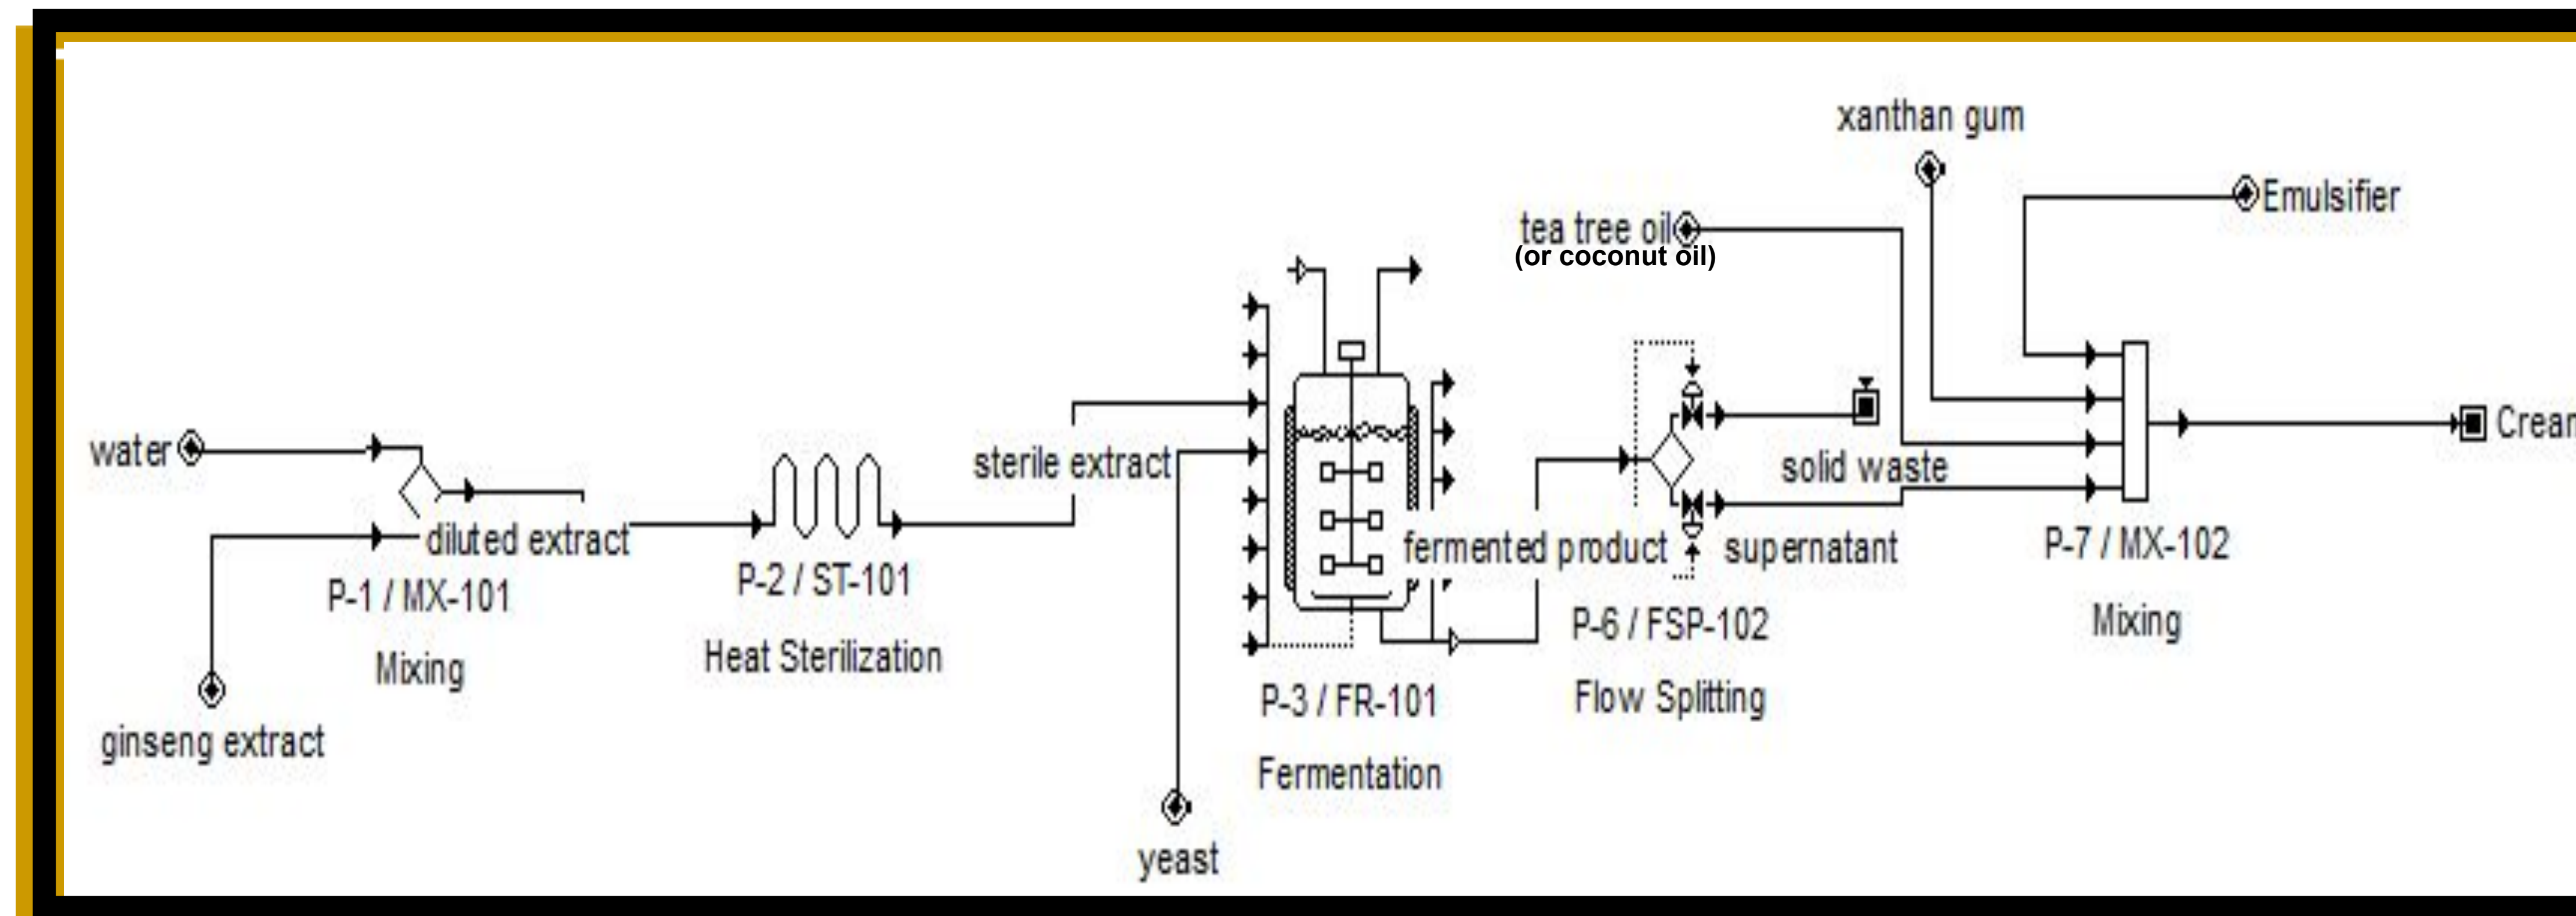 xanthan gum
Emulsifier
tea tree oil
(or coconut oil)
water
sterile extract
solid waste
diluted extract
fermented product
supernatant
P-7 / MX-102
Mixing
P-2 / ST-101
Heat Sterilization
P-1 / MX-101
Mixing
P-6 / FSP-102
Flow Splitting
P-3 / FR-101
Fermentation
ginseng extract
yeast